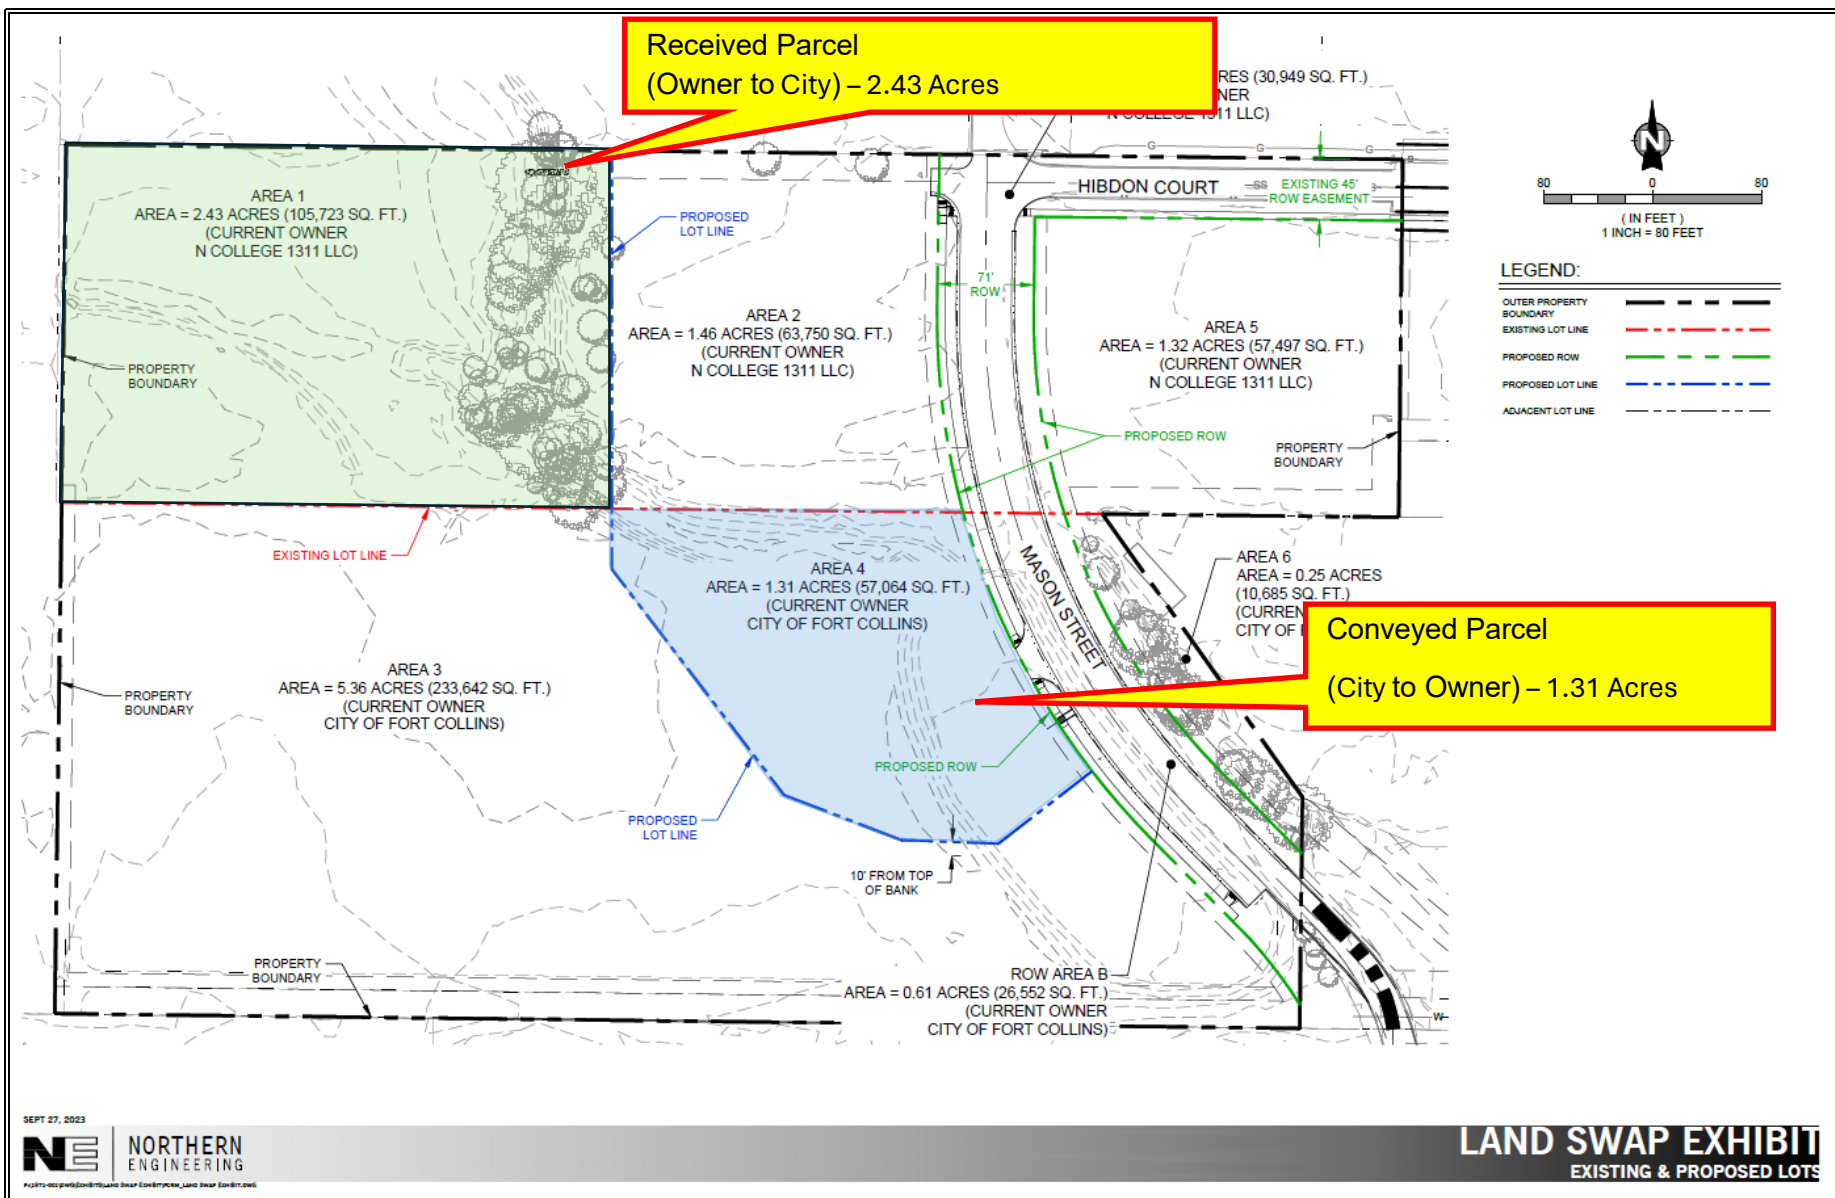 Received Parcel
(Owner to City) – 2.43 Acres
RES (30,949 SQ. FT.)
NER
N COLLEGE 1311 LLC)
AREA 1
AREA = 2.43 ACRES (105,723 SQ. FT.)
(CURRENT OWNER
N COLLEGE 1311 LLC)
PROPOSED
LOT LINE
HIBDON COURT
EXISTING 45'
ROW EASEMENT
G
G
G
SS
N
80
0
80
( IN FEET )
1 INCH = 80 FEET
LEGEND:
OUTER PROPERTY
BOUNDARY
EXISTING LOT LINE
PROPOSED ROW
PROPOSED LOT LINE
ADJACENT LOT LINE
71'
ROW
AREA 2
AREA = 1.46 ACRES (63,750 SQ. FT.)
(CURRENT OWNER
N COLLEGE 1311 LLC)
AREA 5
AREA = 1.32 ACRES (57,497 SQ. FT.)
(CURRENT OWNER
N COLLEGE 1311 LLC)
PROPERTY
BOUNDARY
PROPOSED ROW
PROPERTY
BOUNDARY
EXISTING LOT LINE
MASON STREET
AREA 4
AREA = 1.31 ACRES (57,064 SQ. FT.)
(CURRENT OWNER
CITY OF FORT COLLINS)
AREA 6
AREA = 0.25 ACRES
(10,685 SQ. FT.)
(CURREN
CITY OF
Conveyed Parcel
(City to Owner) – 1.31 Acres
AREA 3
AREA = 5.36 ACRES (233,642 SQ. FT.)
(CURRENT OWNER
CITY OF FORT COLLINS)
PROPERTY
BOUNDARY
PROPOSED ROW
PROPOSED
LOT LINE
10' FROM TOP
OF BANK
PROPERTY
BOUNDARY
ROW AREA B
AREA = 0.61 ACRES (26,552 SQ. FT.)
(CURRENT OWNER
CITY OF FORT COLLINS)
W
SEPT 27, 2023
NE
NORTHERN
ENGINEERING
LAND SWAP EXHIBIT
EXISTING & PROPOSED LOTS